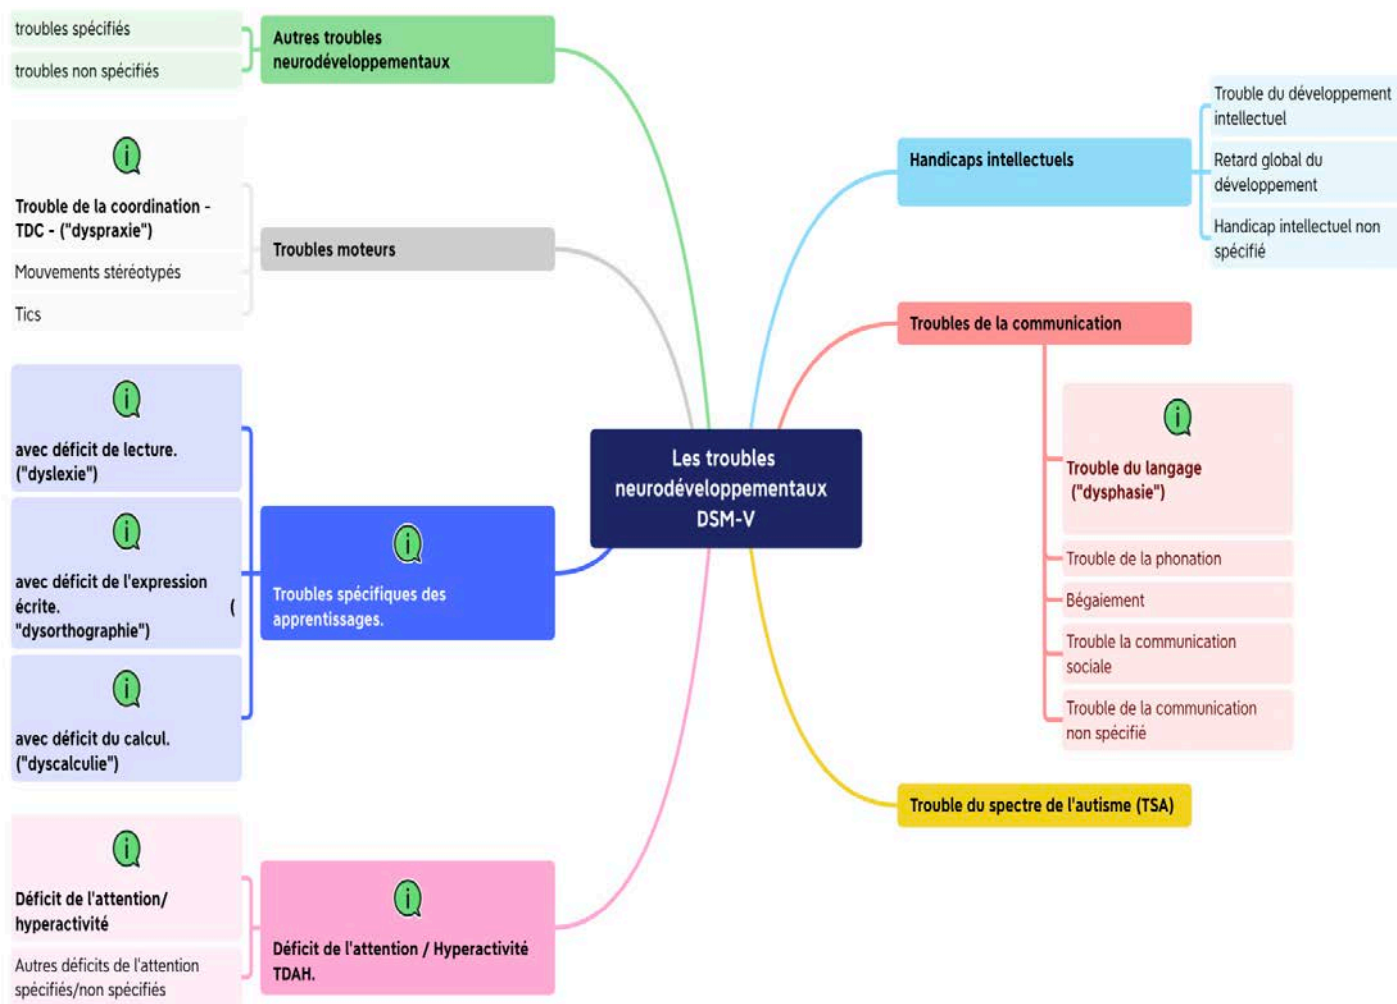 troubles spécifiés
troubles non spécifiés
Autres troubles
neurodéveloppementaux
Trouble de la coordination -
TDC - ("dyspraxie")
Mouvements stéréotypés
Tics
Troubles moteurs
avec déficit de lecture.
("dyslexie")
avec déficit de l'expression
écrite. (
"dysorthographie")
avec déficit du calcul.
("dyscalculie")
Troubles spécifiques des
apprentissages.
Déficit de l'attention/
hyperactivité
Autres déficits de l'attention
spécifiés/non spécifiés
Déficit de l'attention / Hyperactivité
TDAH.
Les troubles
neurodéveloppementaux
DSM-V
Handicaps intellectuels
Trouble du développement
intellectuel
Retard global du
développement
Handicap intellectuel non
spécifié
Troubles de la communication
Trouble du langage
("dysphasie")
Trouble de la phonation
Bégaiement
Trouble la communication
sociale
Trouble de la communication
non spécifié
Trouble du spectre de l'autisme (TSA)